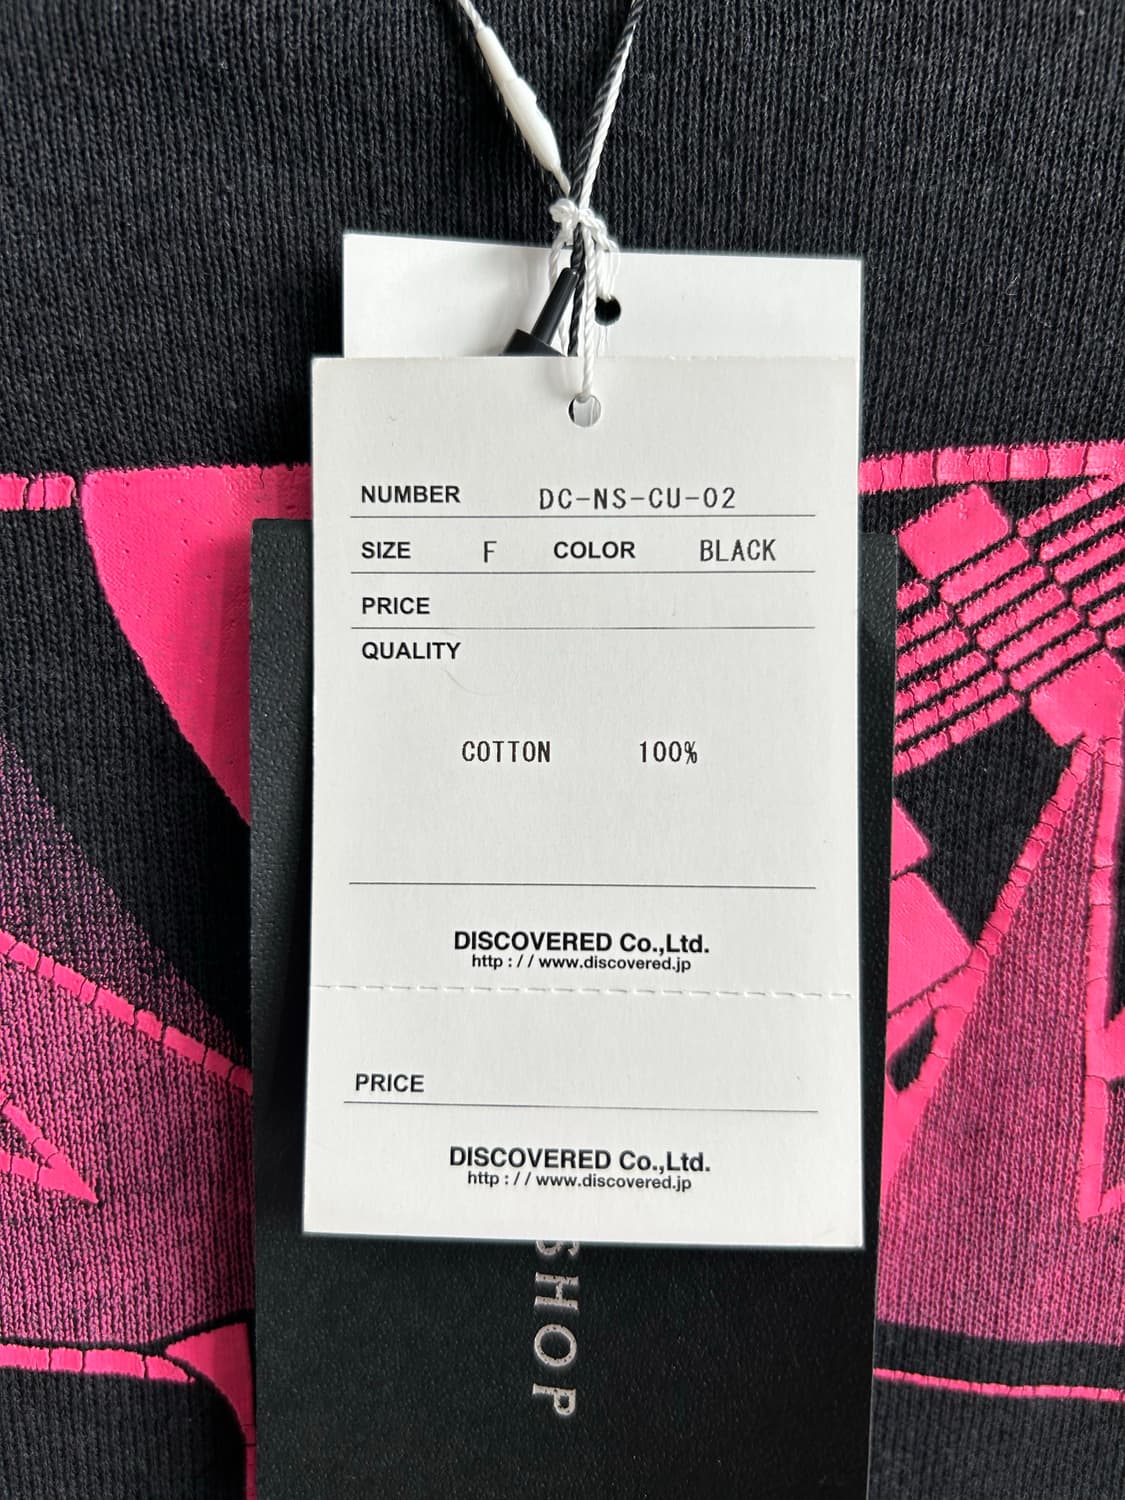 NUMBER DC-NS-CU-02
SIZE F COLOR BLACK
PRICE
QUALITY
COTTON 100%
DISCOVERED Co.,Ltd.
http : / / www.discovered.jp
PRICE
DISCOVERED Co.,Ltd.
http : / / www.discovered.jp
SHOP